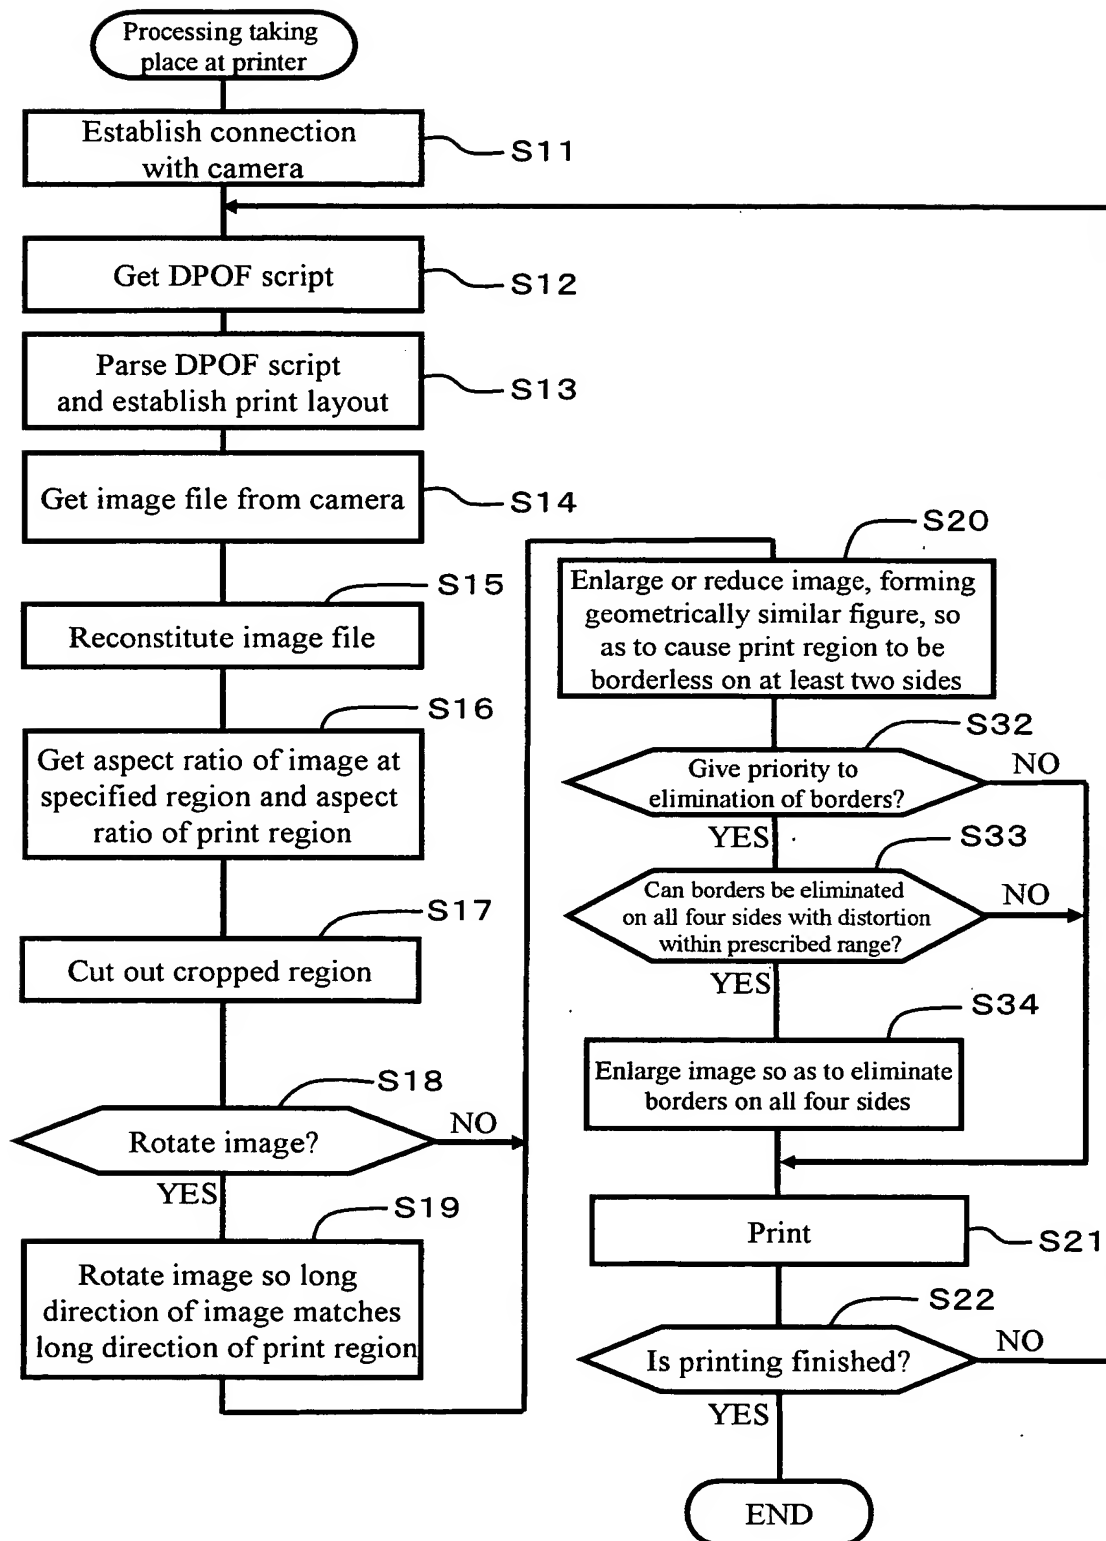 Processing taking
place at printer
Establish connection
with camera
S11
Get DPOF script
S12
Parse DPOF script
and establish print layout
S13
Get image file from camera
S14
S15
Reconstitute image file
S16
Get aspect ratio of image at
specified region and aspect
ratio of print region
S17
Cut out cropped region
S18
Rotate image?
NO
YES
S19
Rotate image so long
direction of image matches
long direction of print region
S20
Enlarge or reduce image, forming
geometrically similar figure, so
as to cause print region to be
borderless on at least two sides
S32
Give priority to
elimination of borders?
NO
YES
S33
Can borders be eliminated
on all four sides with distortion
within prescribed range?
NO
YES
S34
Enlarge image so as to eliminate
borders on all four sides
Print
S21
S22
Is printing finished?
NO
YES
END